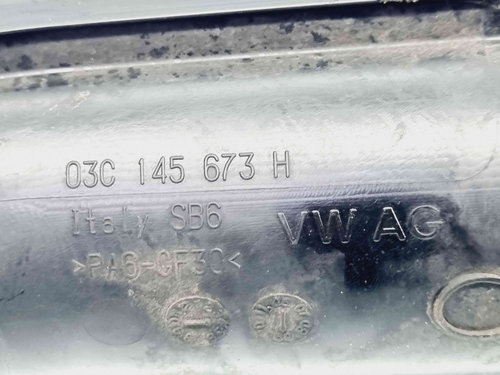 03C 145 673 H
Italy SB6 VW AG
>PA6-GF30<